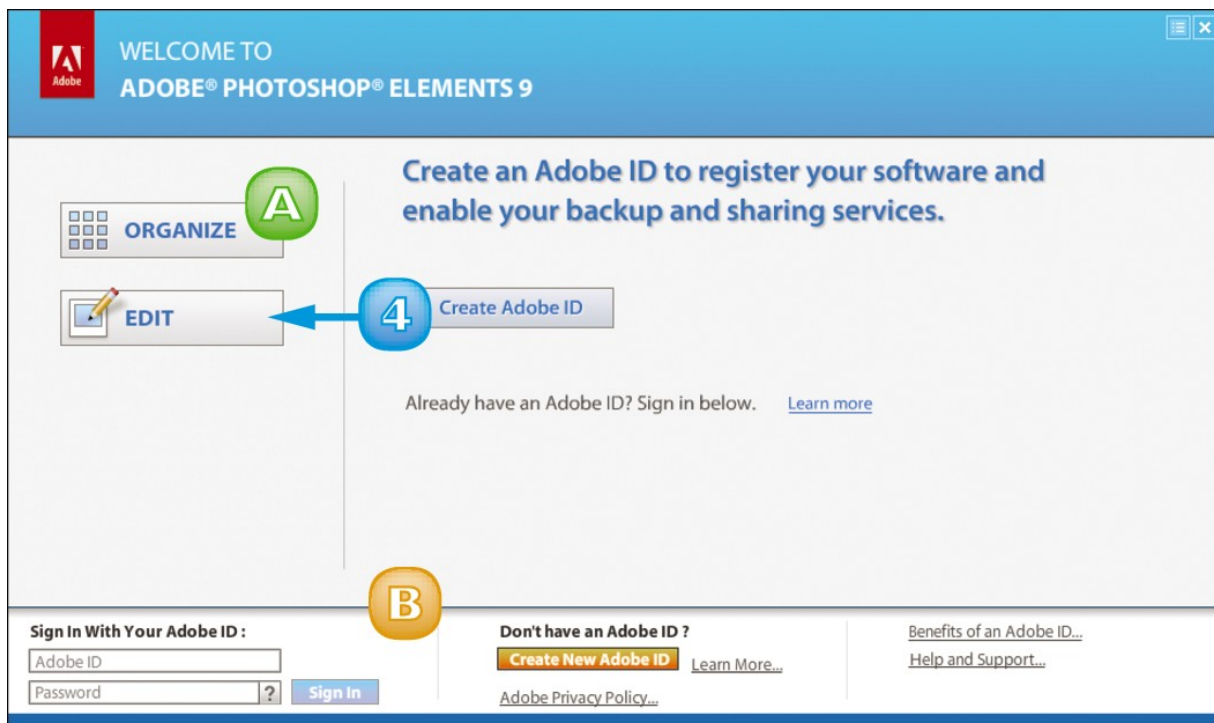 Adobe
WELCOME TO
ADOBE® PHOTOSHOP® ELEMENTS 9
Create an Adobe ID to register your software and
enable your backup and sharing services.
A
ORGANIZE
EDIT
4
Create Adobe ID
Already have an Adobe ID? Sign in below. Learn more
B
Sign In With Your Adobe ID :
Adobe ID
Password ? Sign In
Don't have an Adobe ID ?
Create New Adobe ID Learn More...
Adobe Privacy Policy...
Benefits of an Adobe ID...
Help and Support...